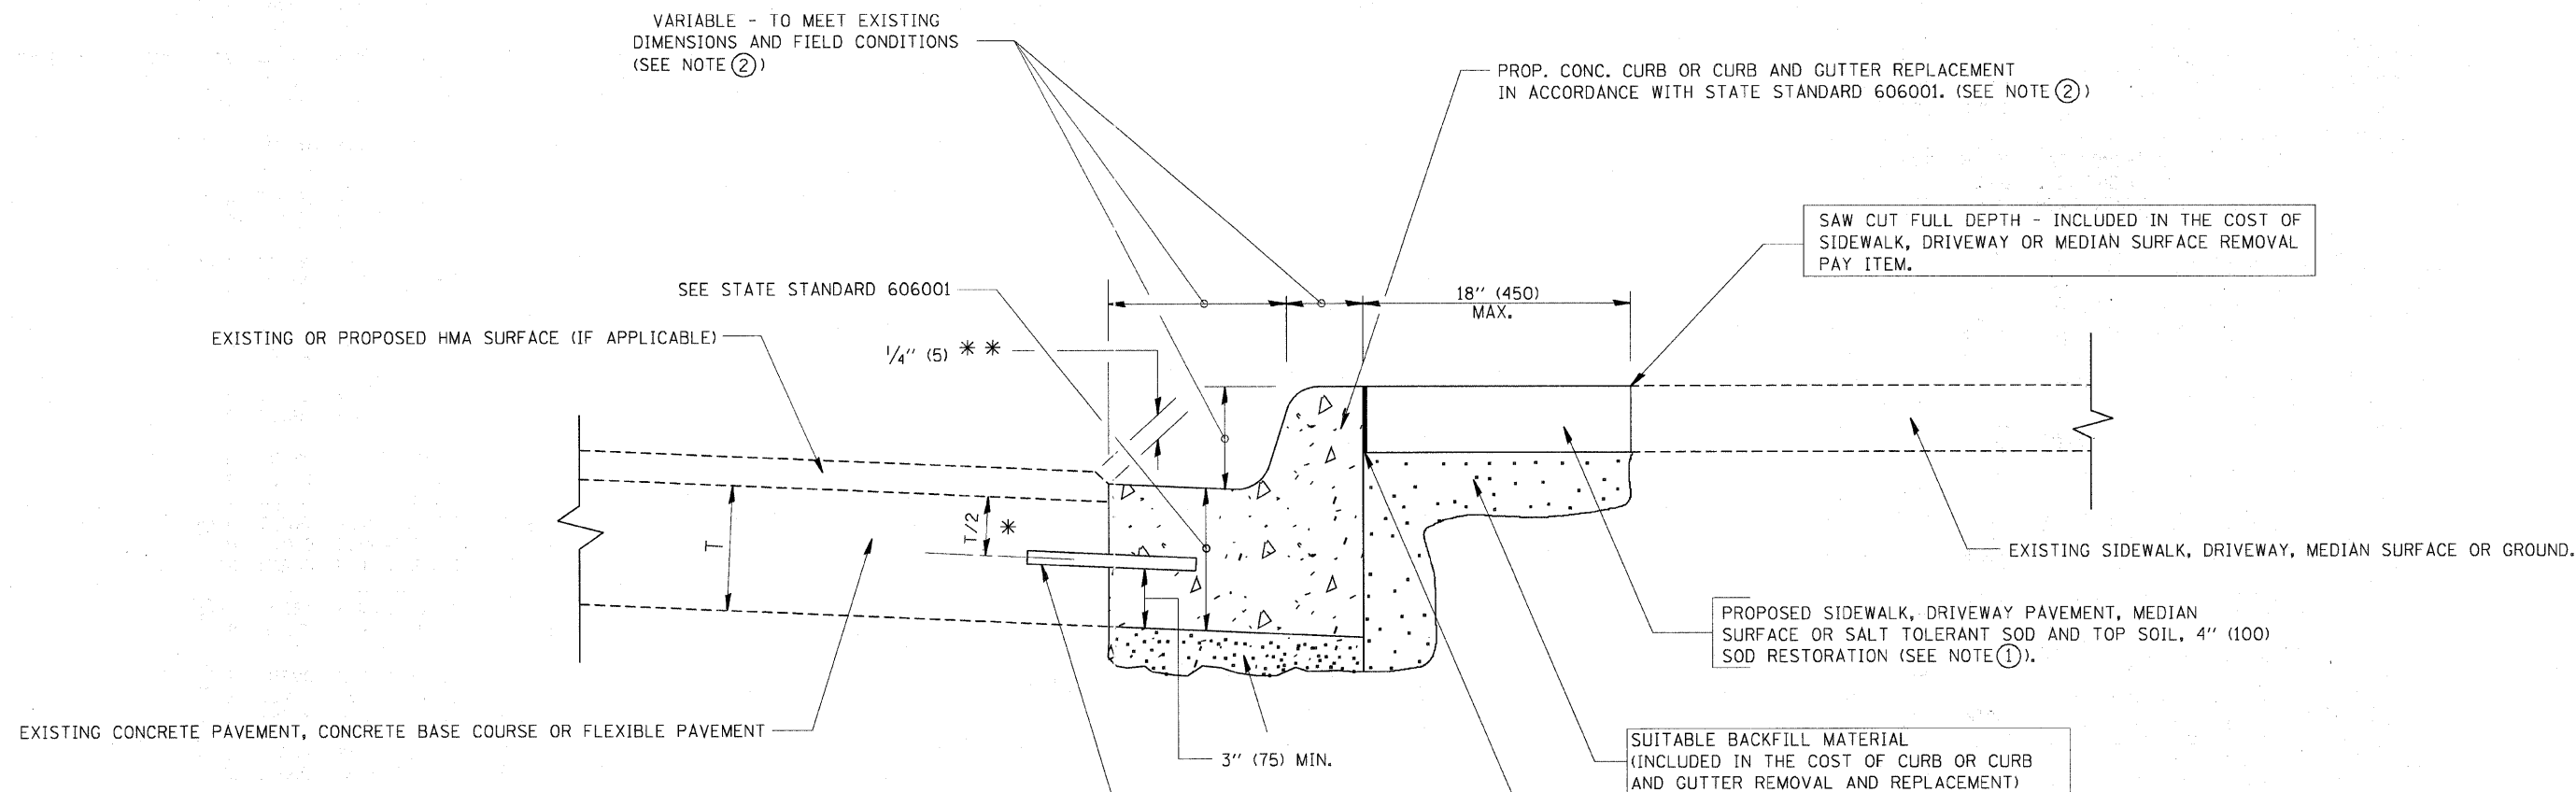 VARIABLE - TO MEET EXISTING
DIMENSIONS AND FIELD CONDITIONS
(SEE NOTE ②)
PROP. CONC. CURB OR CURB AND GUTTER REPLACEMENT
IN ACCORDANCE WITH STATE STANDARD 606001. (SEE NOTE ②)
SAW CUT FULL DEPTH - INCLUDED IN THE COST OF
SIDEWALK, DRIVEWAY OR MEDIAN SURFACE REMOVAL
PAY ITEM.
SEE STATE STANDARD 606001
18" (450)
MAX.
EXISTING OR PROPOSED HMA SURFACE (IF APPLICABLE)
1/4" (5) * *
T
T/2 *
EXISTING SIDEWALK, DRIVEWAY, MEDIAN SURFACE OR GROUND.
PROPOSED SIDEWALK, DRIVEWAY PAVEMENT, MEDIAN
SURFACE OR SALT TOLERANT SOD AND TOP SOIL, 4" (100)
SOD RESTORATION (SEE NOTE ①).
EXISTING CONCRETE PAVEMENT, CONCRETE BASE COURSE OR FLEXIBLE PAVEMENT
3" (75) MIN.
SUITABLE BACKFILL MATERIAL
(INCLUDED IN THE COST OF CURB OR CURB
AND GUTTER REMOVAL AND REPLACEMENT)